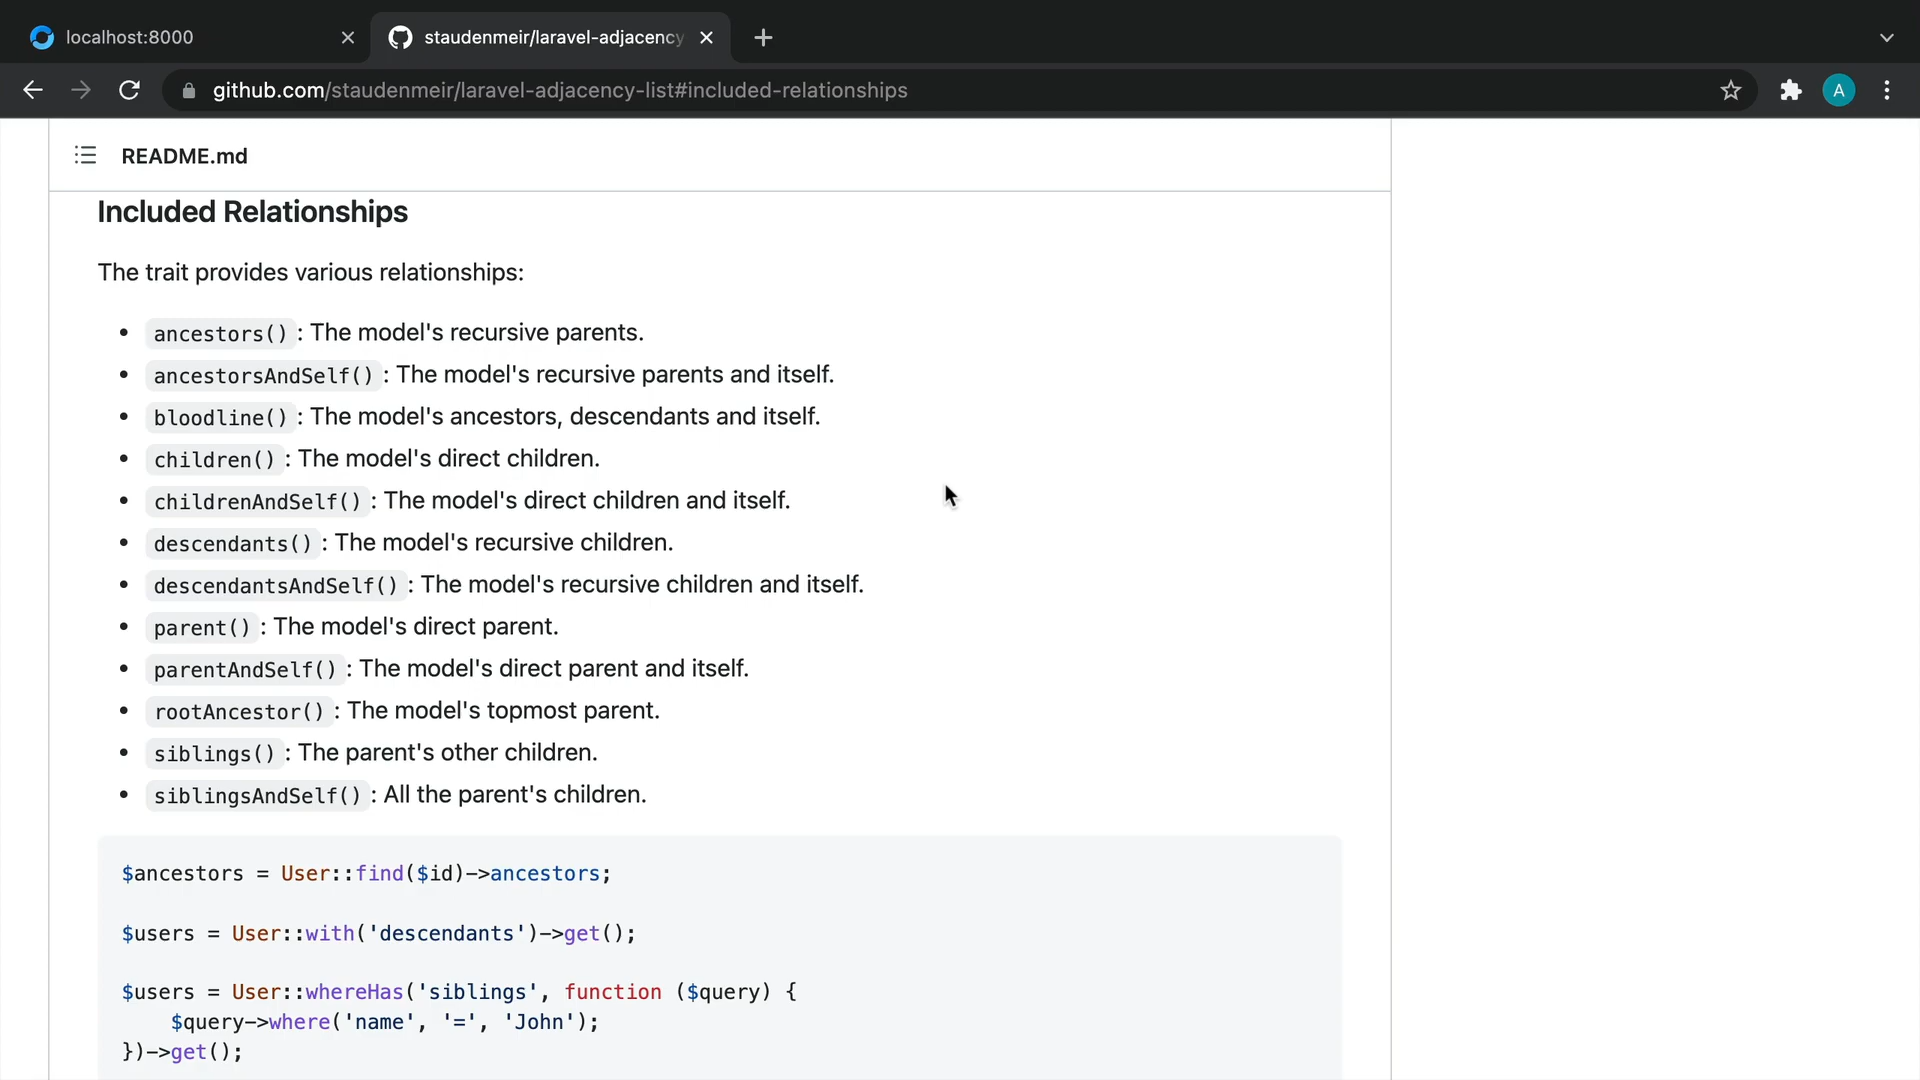 localhost:8000
staudenmeir/laravel-adjacency
github.com/staudenmeir/laravel-adjacency-list#included-relationships
A
README.md
Included Relationships
The trait provides various relationships:
• ancestors() : The model's recursive parents.
• ancestorsAndSelf() : The model's recursive parents and itself.
• bloodline() : The model's ancestors, descendants and itself.
• children() : The model's direct children.
• childrenAndSelf() : The model's direct children and itself.
• descendants() : The model's recursive children.
• descendantsAndSelf() : The model's recursive children and itself.
• parent() : The model's direct parent.
• parentAndSelf() : The model's direct parent and itself.
• rootAncestor() : The model's topmost parent.
• siblings() : The parent's other children.
• siblingsAndSelf() : All the parent's children.
$ancestors = User::find($id)->ancestors;
$users = User::with('descendants')->get();
$users = User::whereHas('siblings', function ($query) {
    $query->where('name', '=', 'John');
})->get();